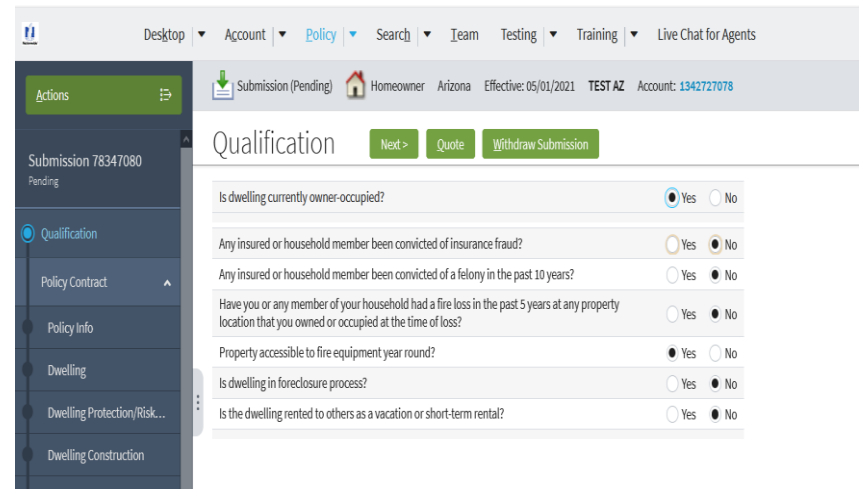 Desktop Account Policy Search Team Testing Training Live Chat for Agents
Actions
Submission (Pending) Homeowner Arizona Effective: 05/01/2021 TEST AZ Account: 1342727078
Submission 78347080
Pending
Qualification Next > Quote Withdraw Submission
Is dwelling currently owner-occupied? Yes No
Qualification
Any insured or household member been convicted of insurance fraud? Yes No
Policy Contract
Any insured or household member been convicted of a felony in the past 10 years? Yes No
Have you or any member of your household had a fire loss in the past 5 years at any property
location that you owned or occupied at the time of loss? Yes No
Policy Info
Property accessible to fire equipment year round? Yes No
Dwelling
Is dwelling in foreclosure process? Yes No
Dwelling Protection/Risk...
Is the dwelling rented to others as a vacation or short-term rental? Yes No
Dwelling Construction